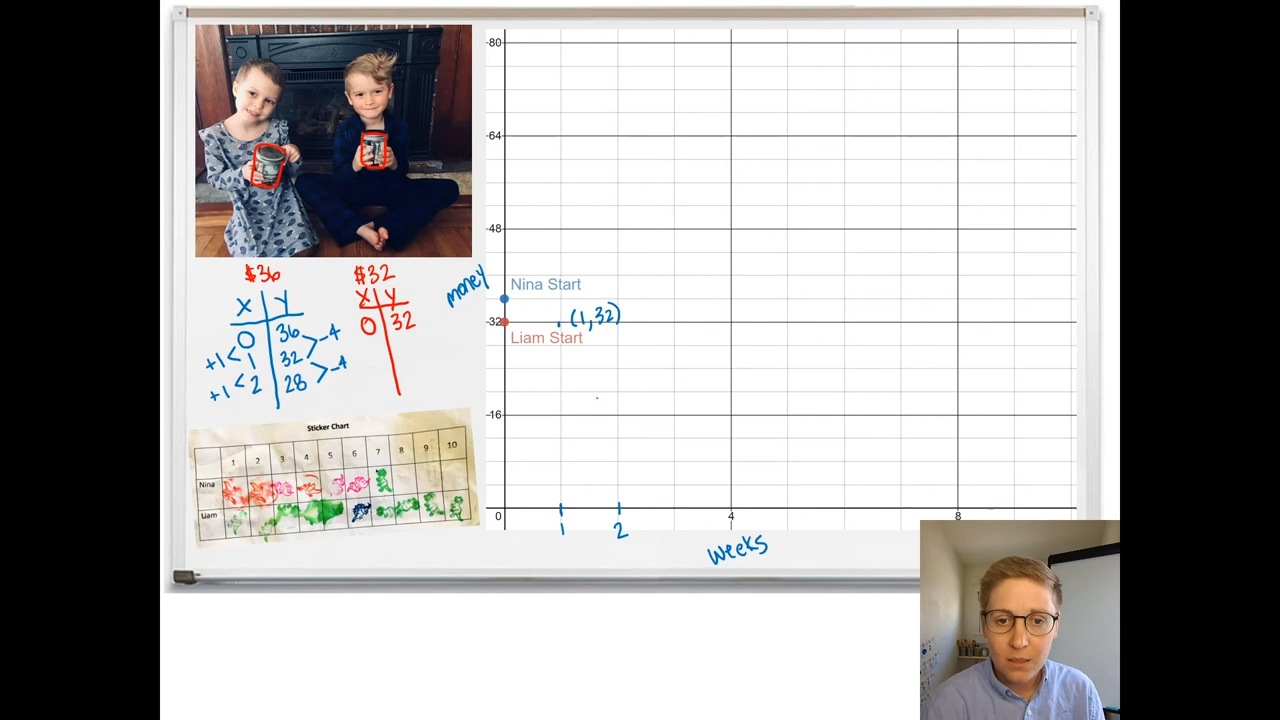 $36
X Y
0 36
-4
+1 1 32
-4
+1 2 28
$32
X Y
0 32
Sticker Chart
1 2 3 4 5 6 7 8 9 10
Nina
Liam
money
-80
-64
-48
Nina Start
-32
(1,32)
Liam Start
-16
0 4 8
1 2
weeks